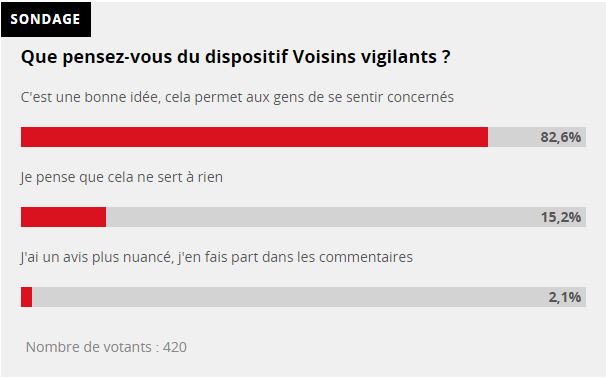 SONDAGE
Que pensez-vous du dispositif Voisins vigilants ?
C'est une bonne idée, cela permet aux gens de se sentir concernés
82,6%
Je pense que cela ne sert à rien
15,2%
J'ai un avis plus nuancé, j'en fais part dans les commentaires
2,1%
Nombre de votants : 420